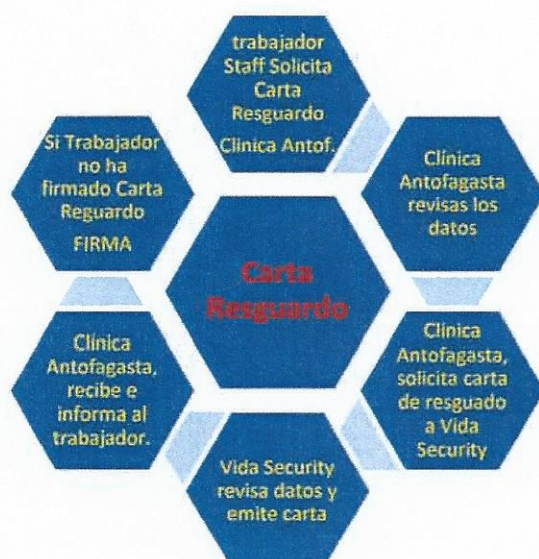 trabajador
Staff Solicita
Carta
Resguardo
Clinica Antof.
Clínica
Antofagasta
revisas los
datos
Clínica
Antofagasta,
solicita carta
de resguado
a Vida
Security
Vida Security
revisa datos y
emite carta
Clínica
Antofagasta,
recibe e
informa al
trabajador.
Si Trabajador
no ha
firmado Carta
Reguardo
FIRMA
Carta
Resguardo